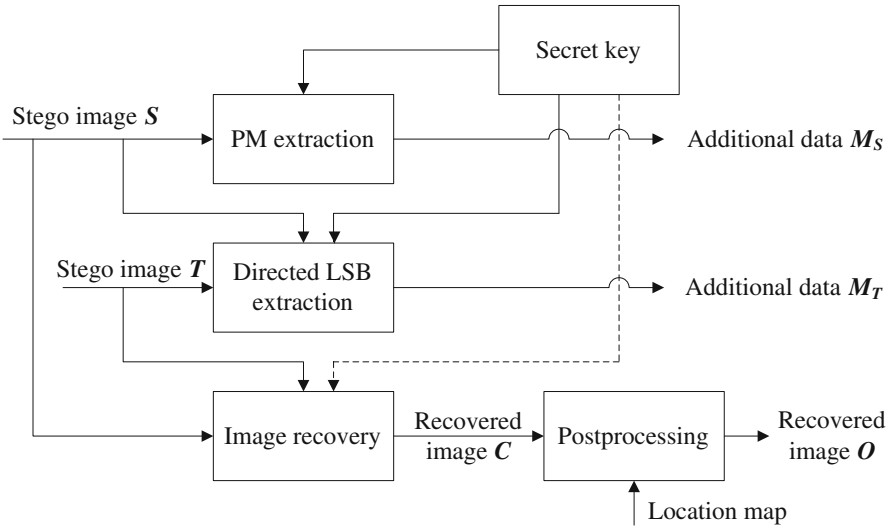 Secret key
Stego image S
PM extraction
Additional data M_S
Stego image T
Directed LSB
extraction
Additional data M_T
Image recovery
Recovered
image C
Postprocessing
Recovered
image O
Location map